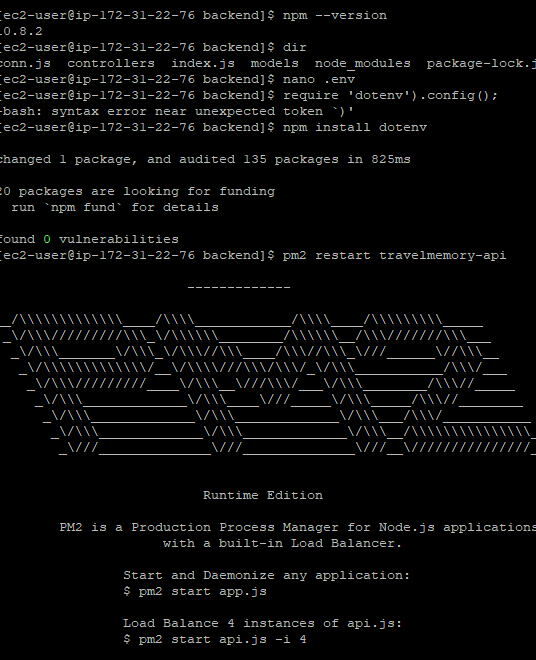 [ec2-user@ip-172-31-22-76 backend]$ npm --version
10.8.2
[ec2-user@ip-172-31-22-76 backend]$ dir
conn.js  controllers  index.js  models  node_modules  package-lock.j
[ec2-user@ip-172-31-22-76 backend]$ nano .env
[ec2-user@ip-172-31-22-76 backend]$ require 'dotenv').config();
-bash: syntax error near unexpected token `)'
[ec2-user@ip-172-31-22-76 backend]$ npm install dotenv
changed 1 package, and audited 135 packages in 825ms
20 packages are looking for funding
  run `npm fund` for details
found 0 vulnerabilities
[ec2-user@ip-172-31-22-76 backend]$ pm2 restart travelmemory-api
-------------
Runtime Edition
PM2 is a Production Process Manager for Node.js applications
with a built-in Load Balancer.
Start and Daemonize any application:
$ pm2 start app.js
Load Balance 4 instances of api.js:
$ pm2 start api.js -i 4